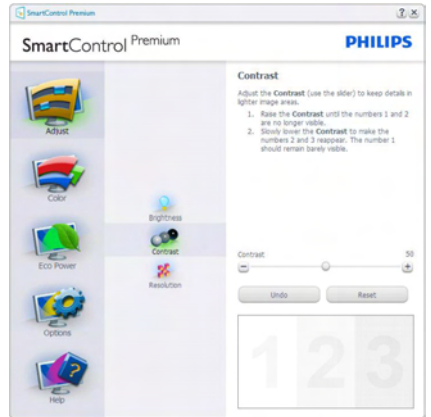 SmartControl Premium
SmartControl Premium
PHILIPS
Adjust
Color
Eco Power
Options
Help
Brightness
Contrast
Resolution
Contrast
Adjust the Contrast (use the slider) to keep details in
lighter image areas.
1. Raise the Contrast until the numbers 1 and 2
are no longer visible.
2. Slowly lower the Contrast to make the
numbers 2 and 3 reappear. The number 1
should remain barely visible.
Contrast 50
Undo Reset
1 2 3